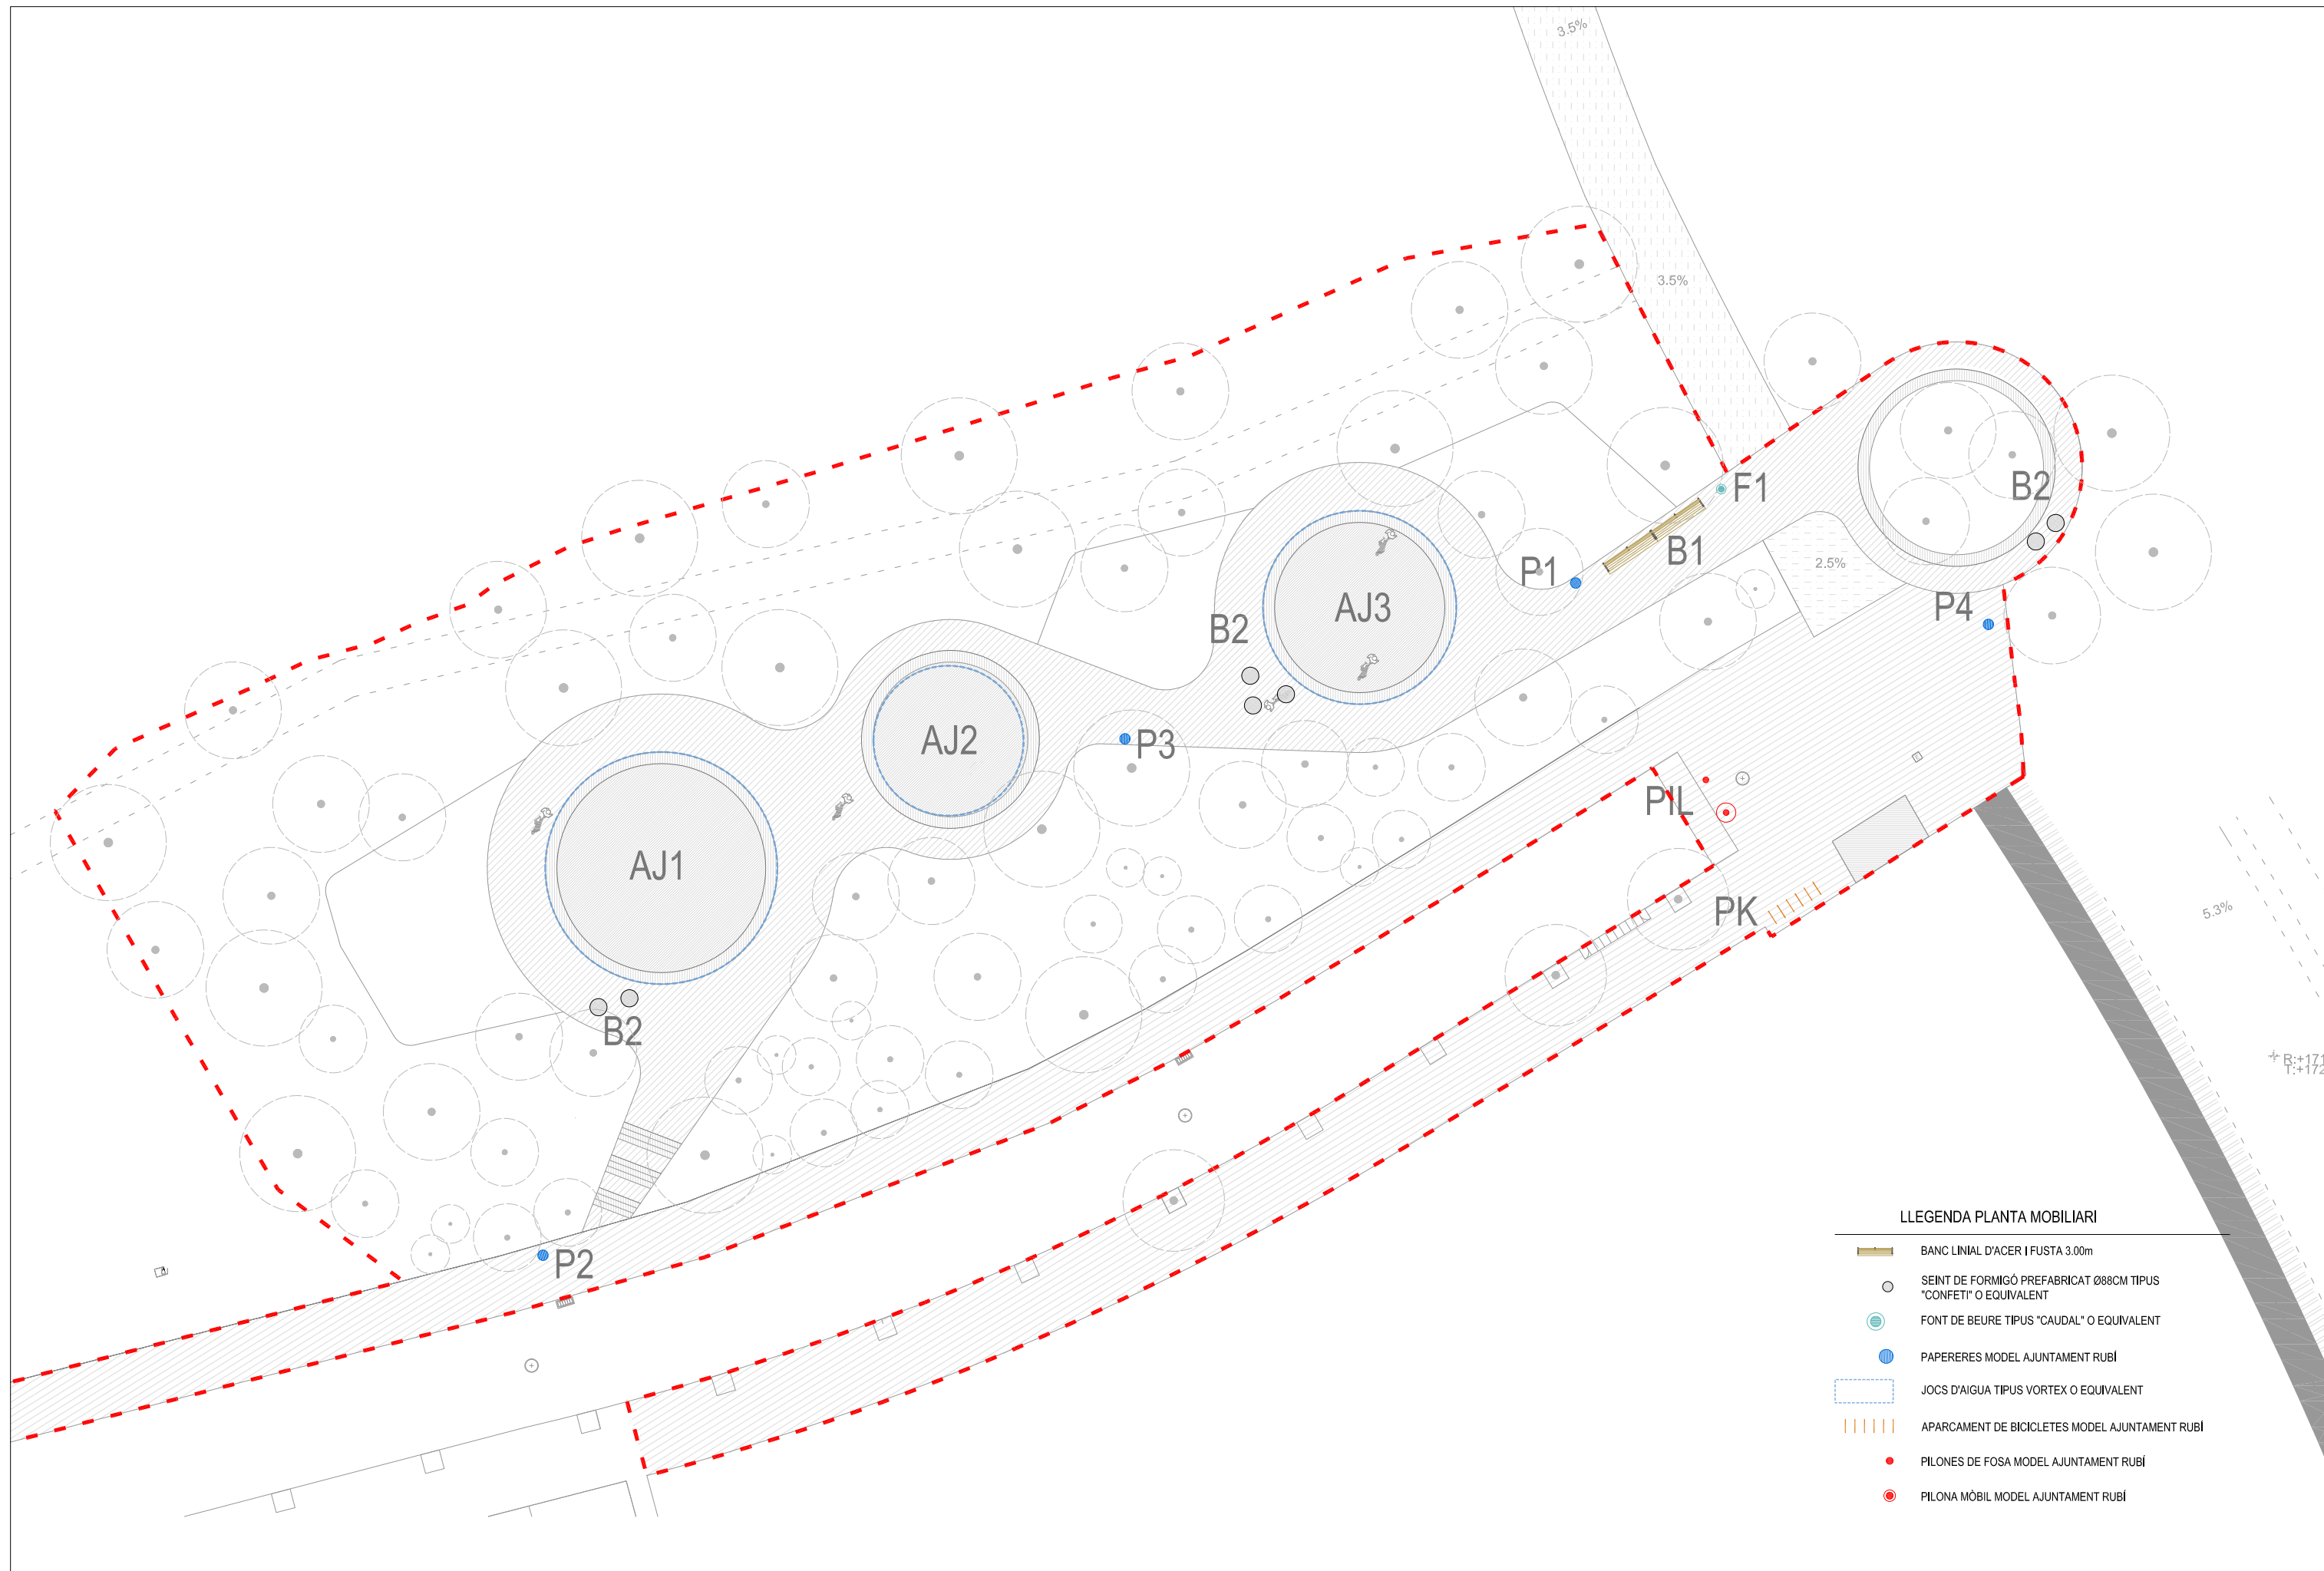 3.5%
3.5%
F1
B2
B1
P1
2.5%
P4
AJ3
B2
AJ2
P3
PIL
AJ1
PK
5.3%
B2
R:+171
T:+172
P2
LLEGENDA PLANTA MOBILIARI
BANC LINIAL D'ACER I FUSTA 3.00m
SEINT DE FORMIGÓ PREFABRICAT Ø88CM TIPUS
"CONFETI" O EQUIVALENT
FONT DE BEURE TIPUS "CAUDAL" O EQUIVALENT
PAPERERES MODEL AJUNTAMENT RUBÍ
JOCS D'AIGUA TIPUS VORTEX O EQUIVALENT
APARCAMENT DE BICICLETES MODEL AJUNTAMENT RUBÍ
PILONES DE FOSA MODEL AJUNTAMENT RUBÍ
PILONA MÒBIL MODEL AJUNTAMENT RUBÍ